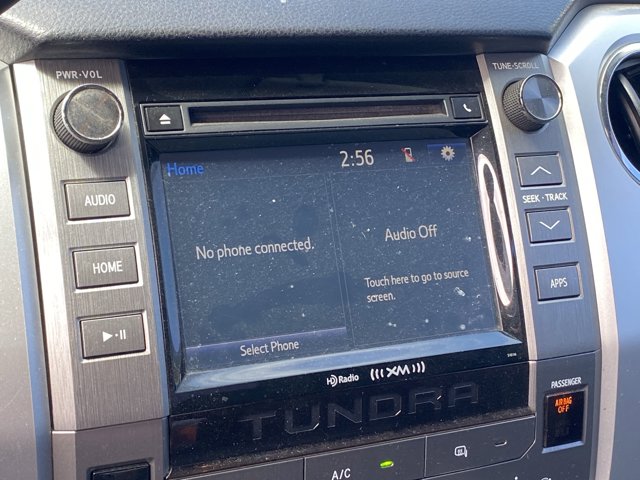 PWR•VOL
TUNE•SCROLL
Home
2:56
AUDIO
HOME
No phone connected.
Audio Off
Touch here to go to source
screen.
Select Phone
SEEK • TRACK
APPS
HD Radio
(((XM)))
TUNDRA
A/C
PASSENGER
AIRBAG
OFF